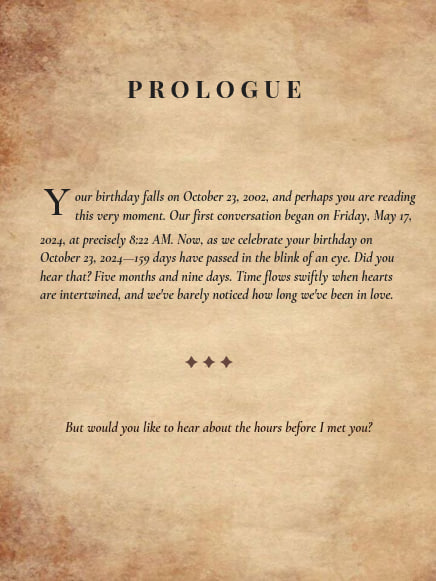 PROLOGUE
Your birthday falls on October 23, 2002, and perhaps you are reading
this very moment. Our first conversation began on Friday, May 17,
2024, at precisely 8:22 AM. Now, as we celebrate your birthday on
October 23, 2024—159 days have passed in the blink of an eye. Did you
hear that? Five months and nine days. Time flows swiftly when hearts
are intertwined, and we've barely noticed how long we've been in love.
But would you like to hear about the hours before I met you?